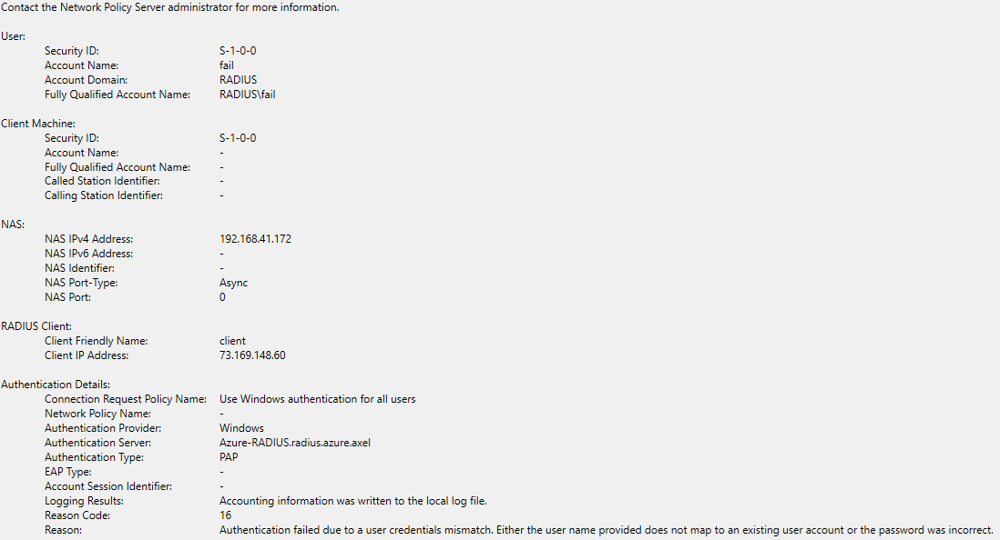 Contact the Network Policy Server administrator for more information.
User:
Security ID: S-1-0-0
Account Name: fail
Account Domain: RADIUS
Fully Qualified Account Name: RADIUS\fail
Client Machine:
Security ID: S-1-0-0
Account Name: -
Fully Qualified Account Name: -
Called Station Identifier: -
Calling Station Identifier: -
NAS:
NAS IPv4 Address: 192.168.41.172
NAS IPv6 Address: -
NAS Identifier: -
NAS Port-Type: Async
NAS Port: 0
RADIUS Client:
Client Friendly Name: client
Client IP Address: 73.169.148.60
Authentication Details:
Connection Request Policy Name: Use Windows authentication for all users
Network Policy Name: -
Authentication Provider: Windows
Authentication Server: Azure-RADIUS.radius.azure.axel
Authentication Type: PAP
EAP Type: -
Account Session Identifier: -
Logging Results: Accounting information was written to the local log file.
Reason Code: 16
Reason: Authentication failed due to a user credentials mismatch. Either the user name provided does not map to an existing user account or the password was incorrect.